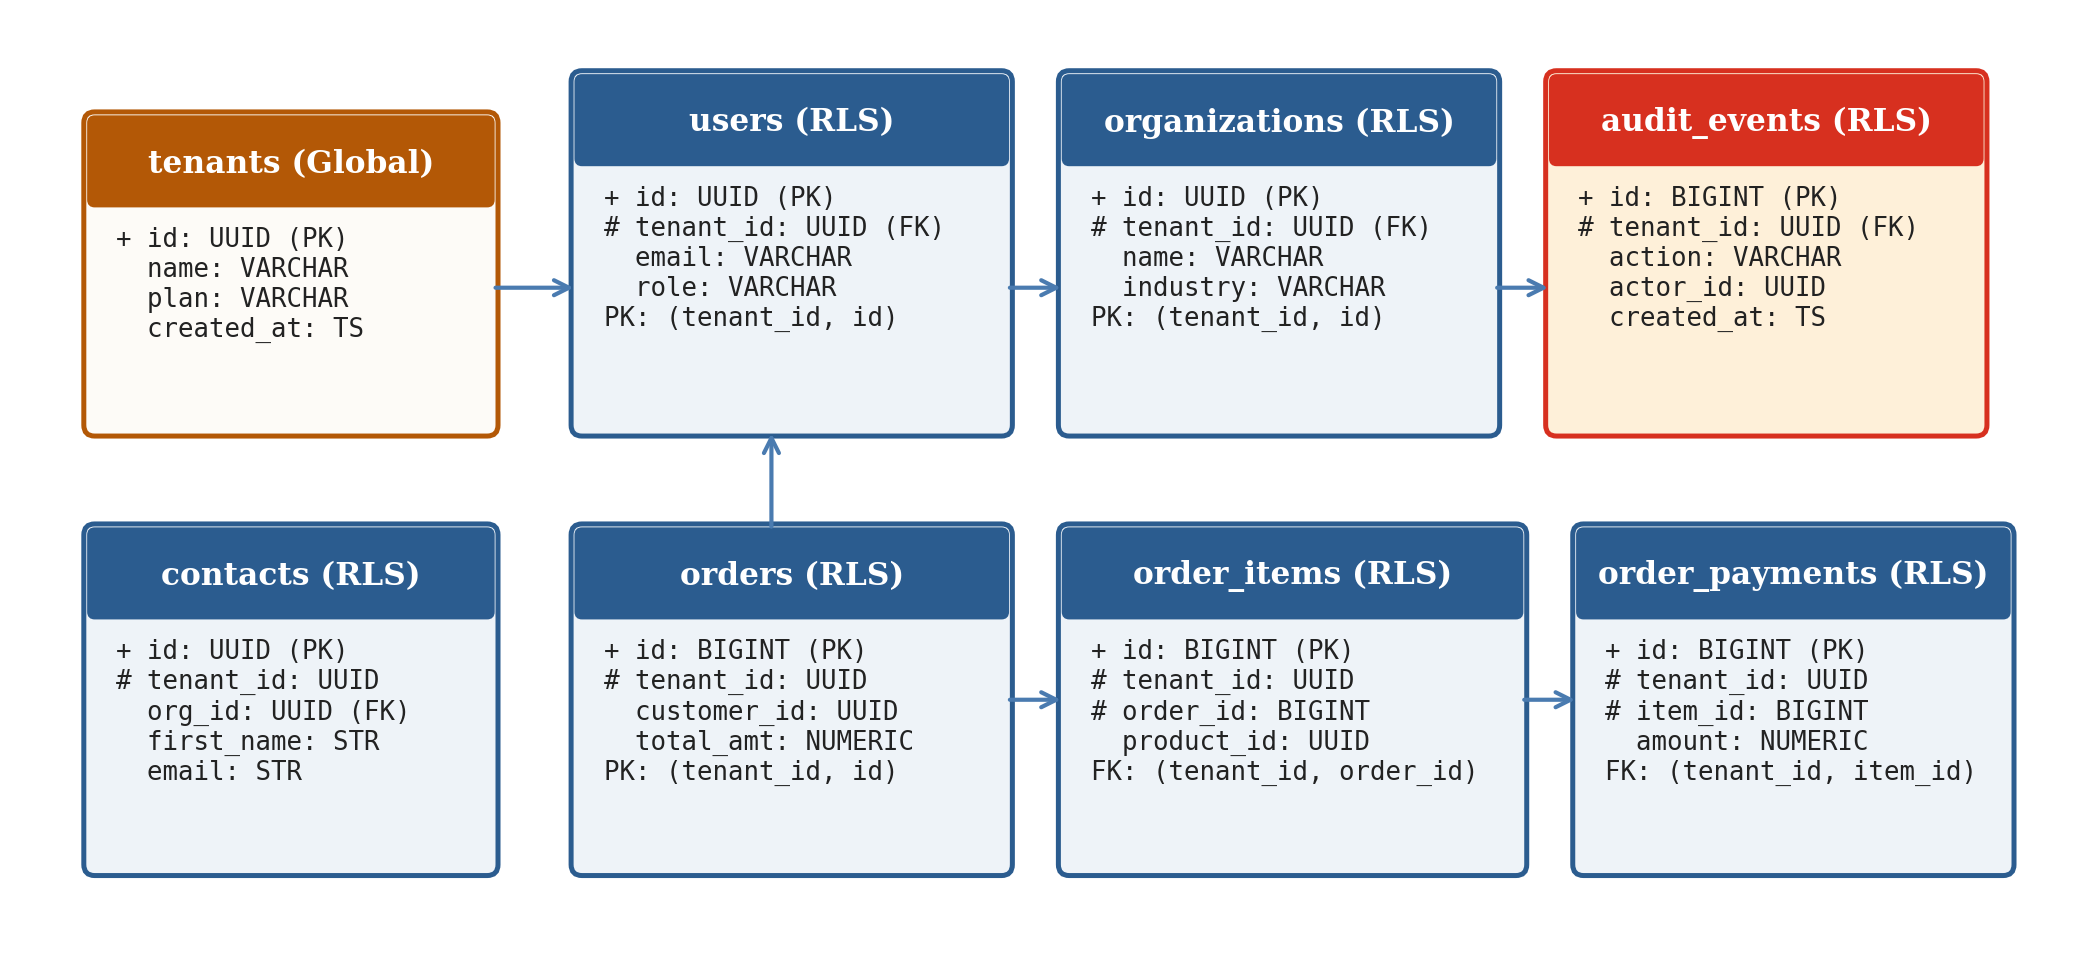 tenants (Global)
+ id: UUID (PK)
name: VARCHAR
plan: VARCHAR
created_at: TS
users (RLS)
+ id: UUID (PK)
# tenant_id: UUID (FK)
email: VARCHAR
role: VARCHAR
PK: (tenant_id, id)
organizations (RLS)
+ id: UUID (PK)
# tenant_id: UUID (FK)
name: VARCHAR
industry: VARCHAR
PK: (tenant_id, id)
audit_events (RLS)
+ id: BIGINT (PK)
# tenant_id: UUID (FK)
action: VARCHAR
actor_id: UUID
created_at: TS
contacts (RLS)
+ id: UUID (PK)
# tenant_id: UUID
org_id: UUID (FK)
first_name: STR
email: STR
orders (RLS)
+ id: BIGINT (PK)
# tenant_id: UUID
customer_id: UUID
total_amt: NUMERIC
PK: (tenant_id, id)
order_items (RLS)
+ id: BIGINT (PK)
# tenant_id: UUID
# order_id: BIGINT
product_id: UUID
FK: (tenant_id, order_id)
order_payments (RLS)
+ id: BIGINT (PK)
# tenant_id: UUID
# item_id: BIGINT
amount: NUMERIC
FK: (tenant_id, item_id)